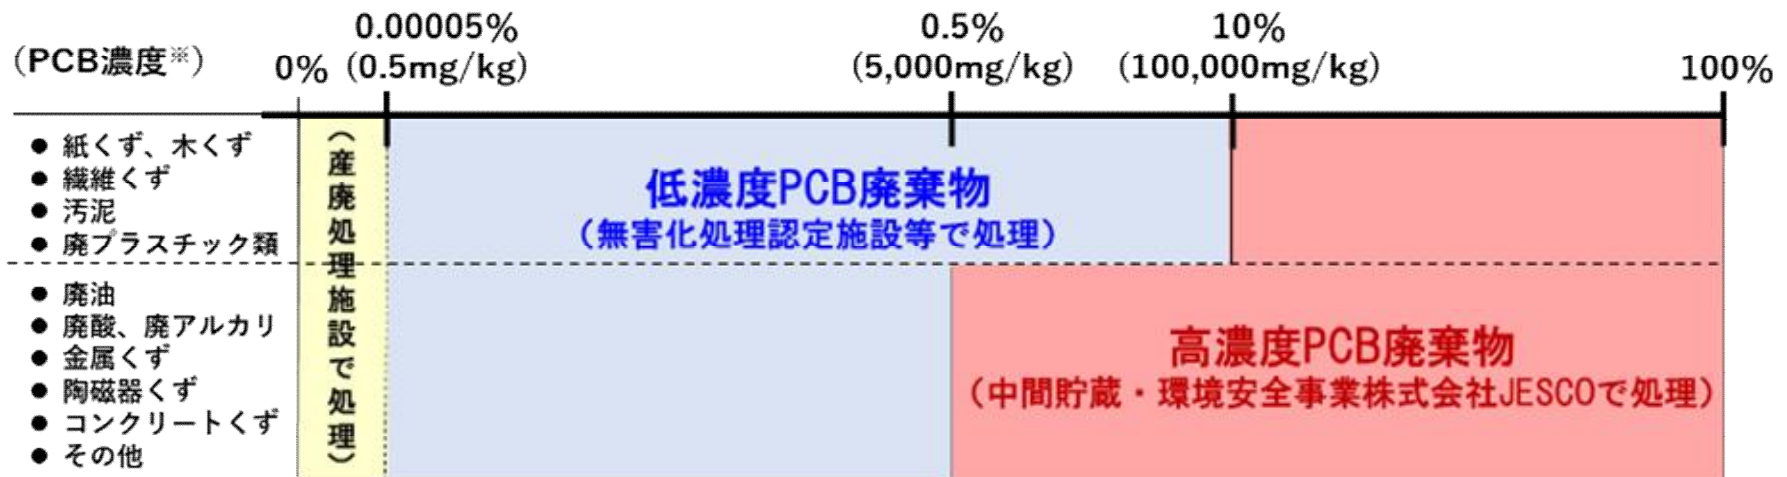 (PCB濃度※)
0%
0.00005%
(0.5mg/kg)
0.5%
(5,000mg/kg)
10%
(100,000mg/kg)
100%
● 紙くず、木くず
● 繊維くず
● 汚泥
● 廃プラスチック類
● 廃油
● 廃酸、廃アルカリ
● 金属くず
● 陶磁器くず
● コンクリートくず
● その他
（産廃処理施設で処理）
低濃度PCB廃棄物
（無害化処理認定施設等で処理）
高濃度PCB廃棄物
（中間貯蔵・環境安全事業株式会社JESCOで処理）